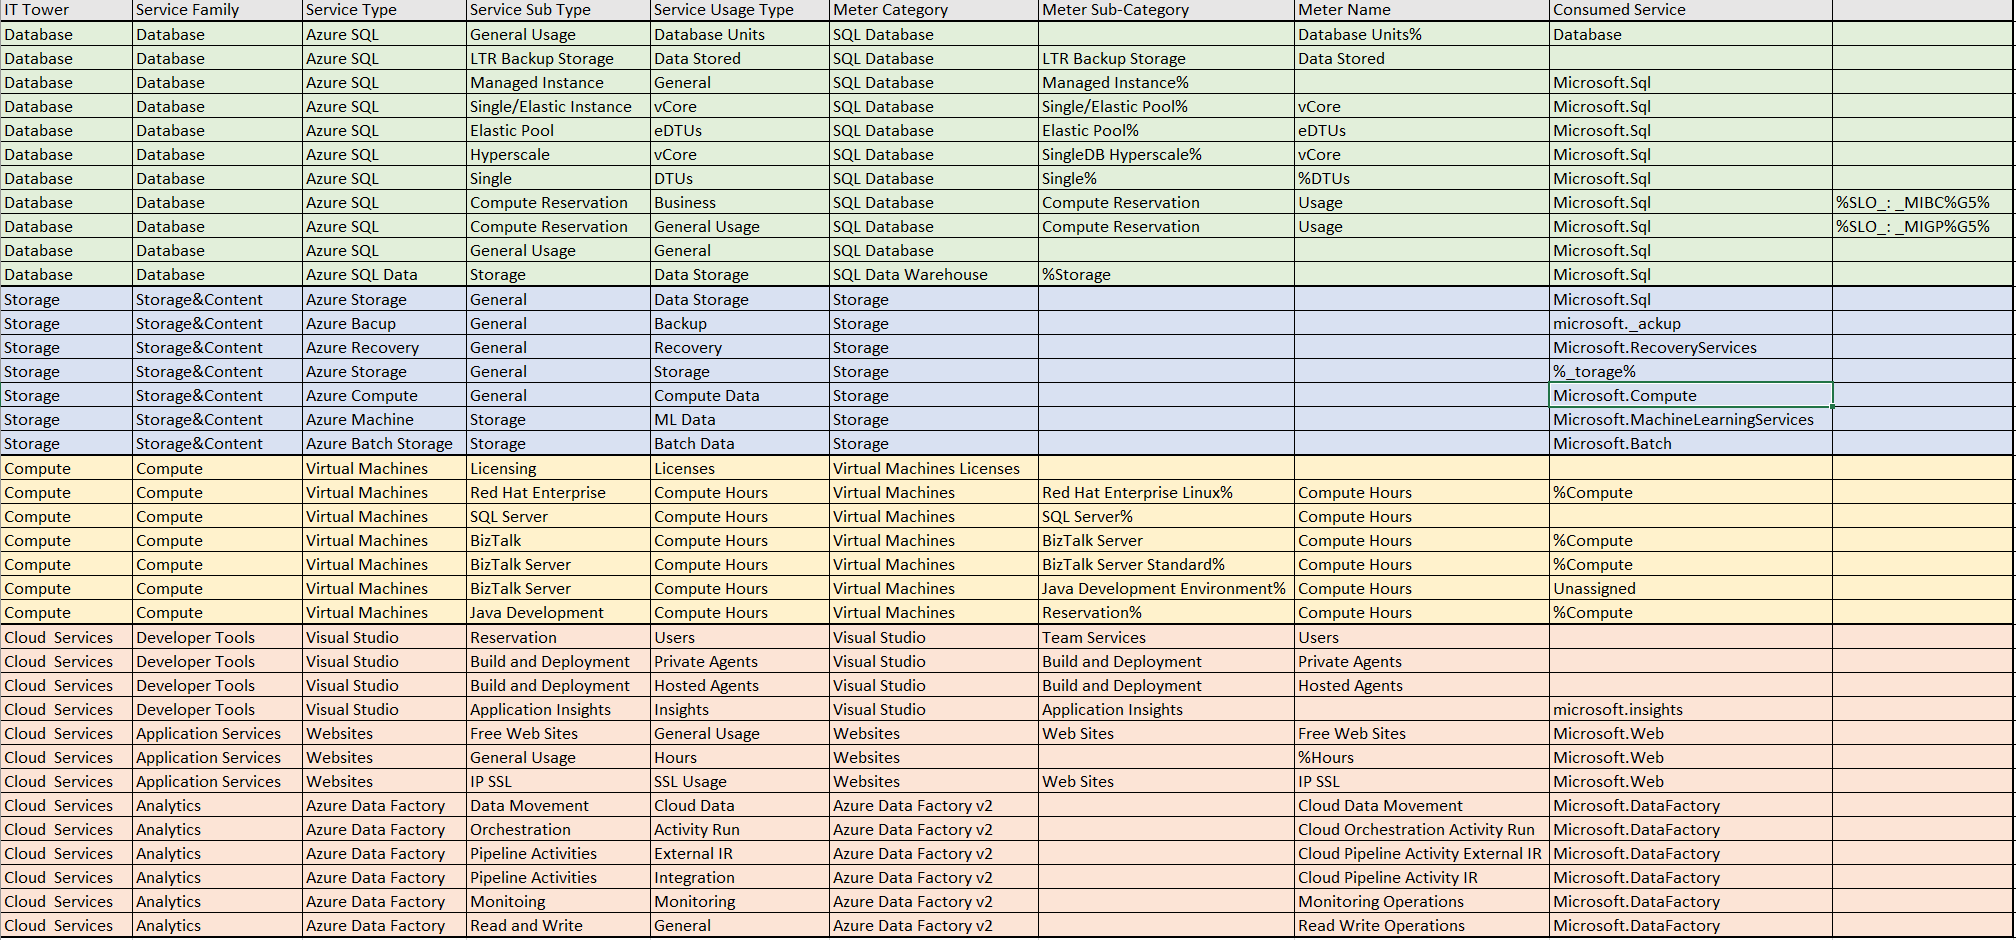 IT Tower Service Family Service Type Service Sub Type Service Usage Type Meter Category Meter Sub-Category Meter Name Consumed Service
Database Database Azure SQL General Usage Database Units SQL Database Database Units% Database
Database Database Azure SQL LTR Backup Storage Data Stored SQL Database LTR Backup Storage Data Stored
Database Database Azure SQL Managed Instance General SQL Database Managed Instance% Microsoft.Sql
Database Database Azure SQL Single/Elastic Instance vCore SQL Database Single/Elastic Pool% vCore Microsoft.Sql
Database Database Azure SQL Elastic Pool eDTUs SQL Database Elastic Pool% eDTUs Microsoft.Sql
Database Database Azure SQL Hyperscale vCore SQL Database SingleDB Hyperscale% vCore Microsoft.Sql
Database Database Azure SQL Single DTUs SQL Database Single% %DTUs Microsoft.Sql
Database Database Azure SQL Compute Reservation Business SQL Database Compute Reservation Usage Microsoft.Sql %SLO_: _MIBC%G5%
Database Database Azure SQL Compute Reservation General Usage SQL Database Compute Reservation Usage Microsoft.Sql %SLO_: _MIGP%G5%
Database Database Azure SQL General Usage General SQL Database Microsoft.Sql
Database Database Azure SQL Data Storage Data Storage SQL Data Warehouse %Storage Microsoft.Sql
Storage Storage&Content Azure Storage General Data Storage Storage Microsoft.Sql
Storage Storage&Content Azure Bacup General Backup Storage microsoft._ackup
Storage Storage&Content Azure Recovery General Recovery Storage Microsoft.RecoveryServices
Storage Storage&Content Azure Storage General Storage Storage %_torage%
Storage Storage&Content Azure Compute General Compute Data Storage Microsoft.Compute
Storage Storage&Content Azure Machine Storage ML Data Storage Microsoft.MachineLearningServices
Storage Storage&Content Azure Batch Storage Storage Batch Data Storage Microsoft.Batch
Compute Compute Virtual Machines Licensing Licenses Virtual Machines Licenses
Compute Compute Virtual Machines Red Hat Enterprise Compute Hours Virtual Machines Red Hat Enterprise Linux% Compute Hours %Compute
Compute Compute Virtual Machines SQL Server Compute Hours Virtual Machines SQL Server% Compute Hours
Compute Compute Virtual Machines BizTalk Compute Hours Virtual Machines BizTalk Server Compute Hours %Compute
Compute Compute Virtual Machines BizTalk Server Compute Hours Virtual Machines BizTalk Server Standard% Compute Hours %Compute
Compute Compute Virtual Machines BizTalk Server Compute Hours Virtual Machines Java Development Environment% Compute Hours Unassigned
Compute Compute Virtual Machines Java Development Compute Hours Virtual Machines Reservation% Compute Hours %Compute
Cloud Services Developer Tools Visual Studio Reservation Users Visual Studio Team Services Users
Cloud Services Developer Tools Visual Studio Build and Deployment Private Agents Visual Studio Build and Deployment Private Agents
Cloud Services Developer Tools Visual Studio Build and Deployment Hosted Agents Visual Studio Build and Deployment Hosted Agents
Cloud Services Developer Tools Visual Studio Application Insights Insights Visual Studio Application Insights microsoft.insights
Cloud Services Application Services Websites Free Web Sites General Usage Websites Web Sites Free Web Sites Microsoft.Web
Cloud Services Application Services Websites General Usage Hours Websites %Hours Microsoft.Web
Cloud Services Application Services Websites IP SSL SSL Usage Websites Web Sites IP SSL Microsoft.Web
Cloud Services Analytics Azure Data Factory Data Movement Cloud Data Azure Data Factory v2 Cloud Data Movement Microsoft.DataFactory
Cloud Services Analytics Azure Data Factory Orchestration Activity Run Azure Data Factory v2 Cloud Orchestration Activity Run Microsoft.DataFactory
Cloud Services Analytics Azure Data Factory Pipeline Activities External IR Azure Data Factory v2 Cloud Pipeline Activity External IR Microsoft.DataFactory
Cloud Services Analytics Azure Data Factory Pipeline Activities Integration Azure Data Factory v2 Cloud Pipeline Activity IR Microsoft.DataFactory
Cloud Services Analytics Azure Data Factory Monitoing Monitoring Azure Data Factory v2 Monitoring Operations Microsoft.DataFactory
Cloud Services Analytics Azure Data Factory Read and Write General Azure Data Factory v2 Read Write Operations Microsoft.DataFactory